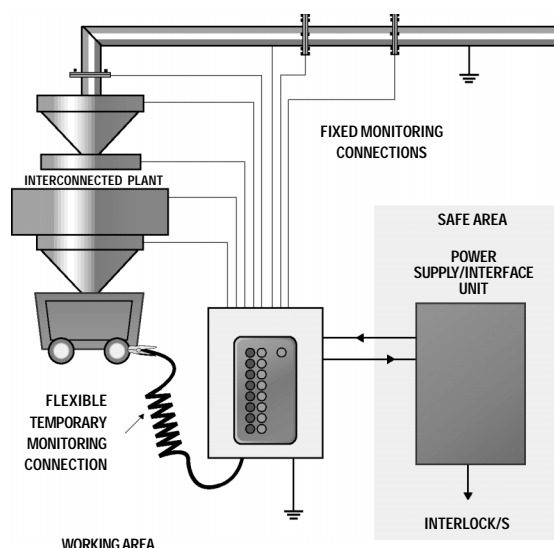 FIXED MONITORING
CONNECTIONS
INTERCONNECTED PLANT
SAFE AREA
POWER
SUPPLY/INTERFACE
UNIT
FLEXIBLE
TEMPORARY
MONITORING
CONNECTION
INTERLOCK/S
WORKING AREA